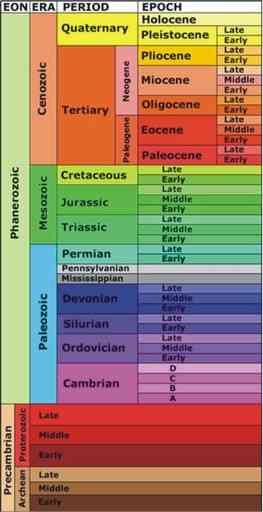 EON ERA PERIOD EPOCH
Phanerozoic
Cenozoic
Quaternary
Holocene
Pleistocene
Late
Early
Tertiary
Neogene
Pliocene
Late
Early
Miocene
Late
Middle
Early
Paleogene
Oligocene
Late
Early
Eocene
Late
Middle
Early
Paleocene
Late
Early
Mesozoic
Cretaceous
Late
Early
Jurassic
Late
Middle
Early
Triassic
Late
Middle
Early
Paleozoic
Permian
Late
Early
Pennsylvanian
Mississippian
Devonian
Late
Middle
Early
Silurian
Late
Early
Ordovician
Late
Middle
Early
Cambrian
D
C
B
A
Precambrian
Proterozoic
Late
Middle
Early
Archean
Late
Middle
Early